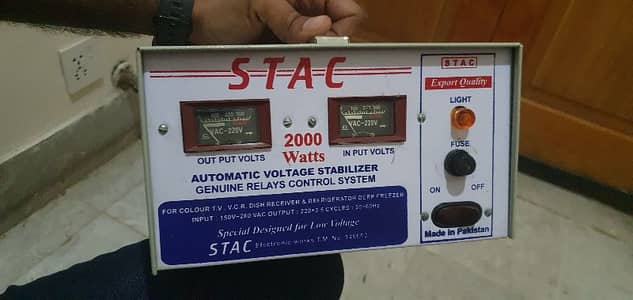 STAC
STAC
Export Quality
LIGHT
VAC-220V
VAC-220V
FUSE
OUT PUT VOLTS
2000
Watts
IN PUT VOLTS
AUTOMATIC VOLTAGE STABILIZER
GENUINE RELAYS CONTROL SYSTEM
ON OFF
FOR COLOUR T.V. V.C.R. DISH RECEIVER & REFRIGERATOR DEEP FREEZER
INPUT : 150V-260 VAC OUTPUT : 220± CYCLES : 50-60Hz
Special Designed for Low Voltage
STAC Electronic works T.M. No.
Made in Pakistan